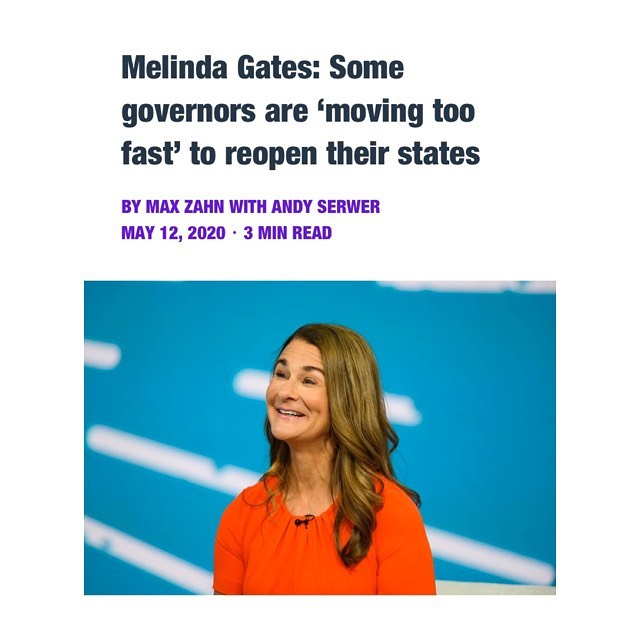 Melinda Gates: Some
governors are ‘moving too
fast’ to reopen their states
BY MAX ZAHN WITH ANDY SERWER
MAY 12, 2020 · 3 MIN READ